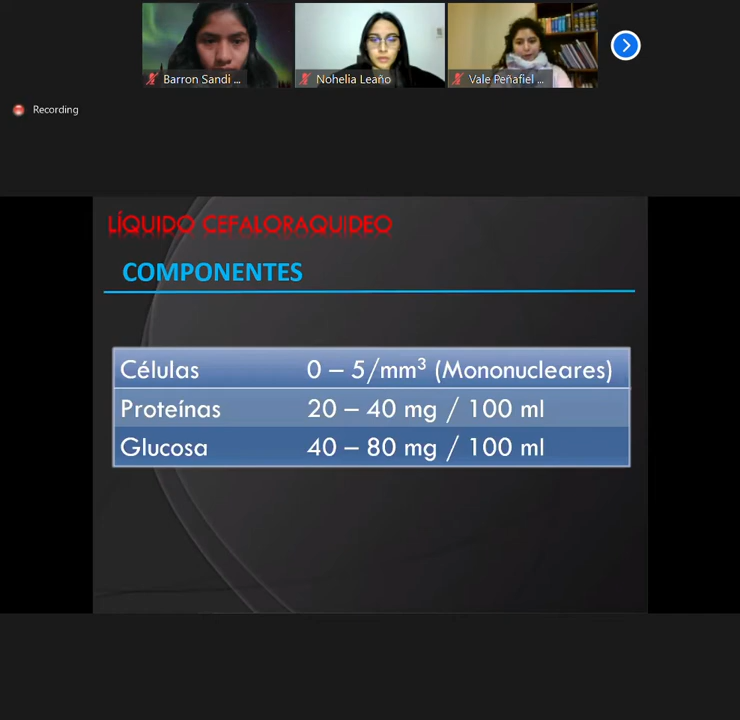 Barron Sandi ...
Nohelia Leaño
Vale Peñafiel ...
Recording
LÍQUIDO CEFALORAQUIDEO
COMPONENTES
Células 0 – 5/mm³ (Mononucleares)
Proteínas 20 – 40 mg / 100 ml
Glucosa 40 – 80 mg / 100 ml